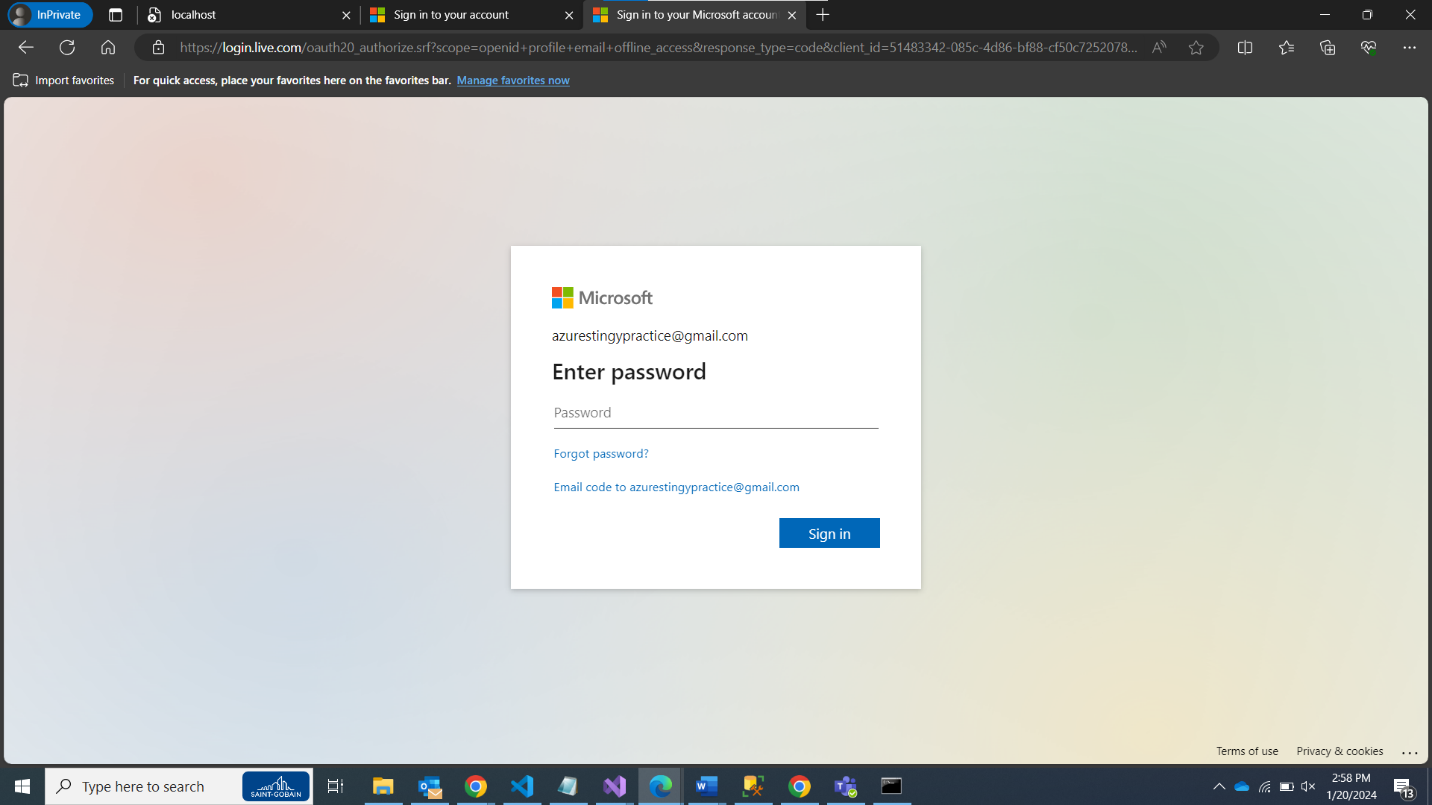 InPrivate
localhost
Sign in to your account
Sign in to your Microsoft accoun
https://login.live.com/oauth20_authorize.srf?scope=openid+profile+email+offline_access&response_type=code&client_id=51483342-085c-4d86-bf88-cf50c7252078...
Import favorites
For quick access, place your favorites here on the favorites bar. Manage favorites now
Microsoft
azurestingypractice@gmail.com
Enter password
Password
Forgot password?
Email code to azurestingypractice@gmail.com
Sign in
Terms of use
Privacy & cookies
...
Type here to search
SAINT-GOBAIN
2:58 PM
1/20/2024
13